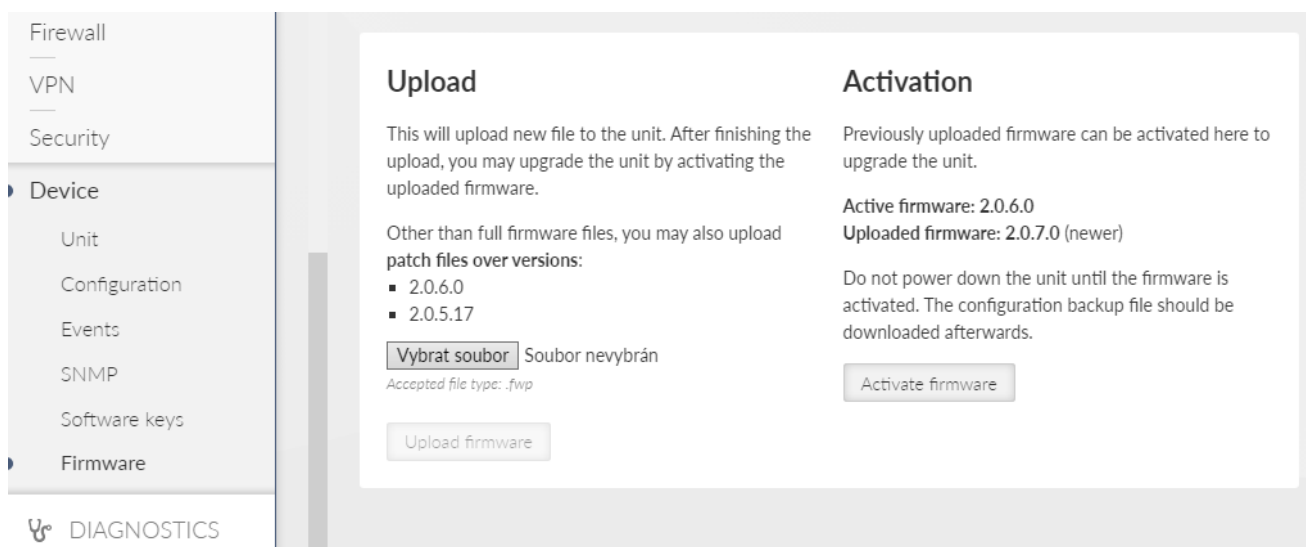 Firewall
VPN
Security
Device
Unit
Configuration
Events
SNMP
Software keys
Firmware
DIAGNOSTICS
Upload
This will upload new file to the unit. After finishing the
upload, you may upgrade the unit by activating the
uploaded firmware.
Other than full firmware files, you may also upload
patch files over versions:
▪ 2.0.6.0
▪ 2.0.5.17
Vybrat soubor Soubor nevybrán
Accepted file type: .fwp
Upload firmware
Activation
Previously uploaded firmware can be activated here to
upgrade the unit.
Active firmware: 2.0.6.0
Uploaded firmware: 2.0.7.0 (newer)
Do not power down the unit until the firmware is
activated. The configuration backup file should be
downloaded afterwards.
Activate firmware